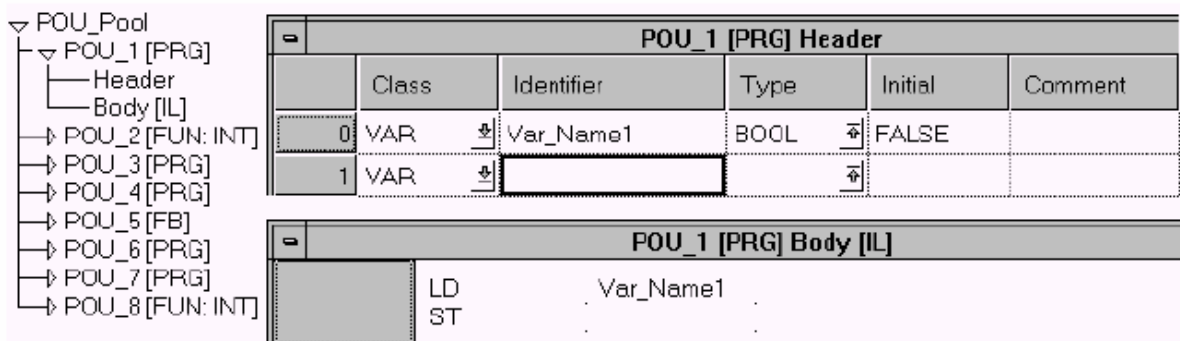 POU_Pool
POU_1 [PRG]
Header
Body [IL]
POU_2 [FUN: INT]
POU_3 [PRG]
POU_4 [PRG]
POU_5 [FB]
POU_6 [PRG]
POU_7 [PRG]
POU_8 [FUN: INT]
POU_1 [PRG] Header
Class Identifier Type Initial Comment
0 VAR Var_Name1 BOOL FALSE
1 VAR
POU_1 [PRG] Body [IL]
LD Var_Name1
ST